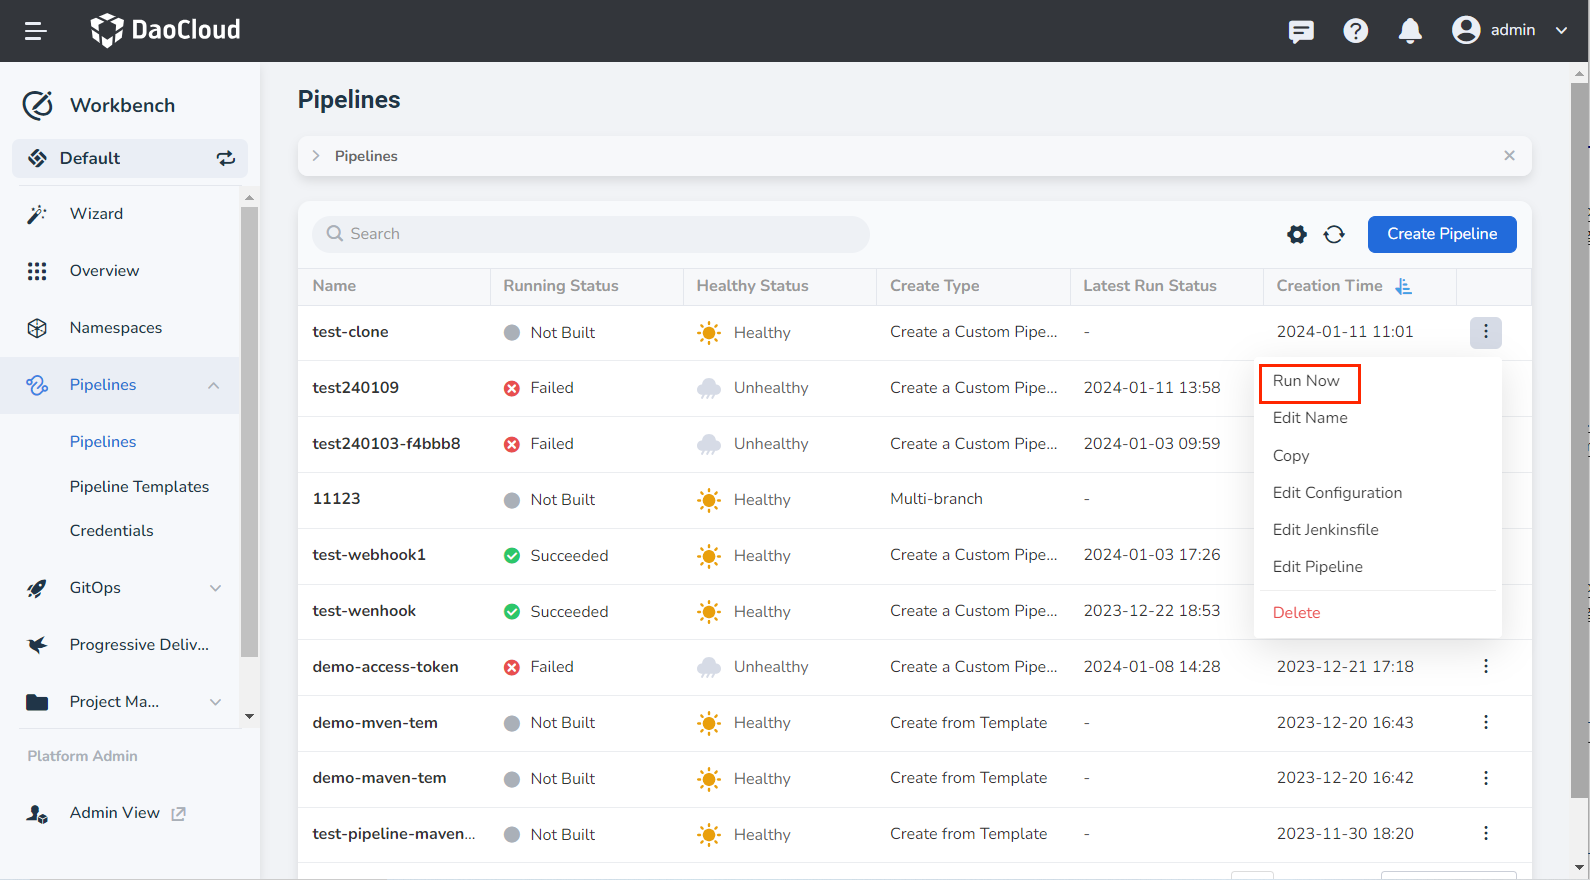 DaoCloud
admin
Workbench
Default
Wizard
Overview
Namespaces
Pipelines
Pipelines
Pipeline Templates
Credentials
GitOps
Progressive Deliv...
Project Ma...
Platform Admin
Admin View
Pipelines
Pipelines
Search
Create Pipeline
Name Running Status Healthy Status Create Type Latest Run Status Creation Time
test-clone Not Built Healthy Create a Custom Pipe... - 2024-01-11 11:01
test240109 Failed Unhealthy Create a Custom Pipe... 2024-01-11 13:58
test240103-f4bbb8 Failed Unhealthy Create a Custom Pipe... 2024-01-03 09:59
11123 Not Built Healthy Multi-branch -
test-webhook1 Succeeded Healthy Create a Custom Pipe... 2024-01-03 17:26
test-wenhook Succeeded Healthy Create a Custom Pipe... 2023-12-22 18:53
demo-access-token Failed Unhealthy Create a Custom Pipe... 2024-01-08 14:28 2023-12-21 17:18
demo-mven-tem Not Built Healthy Create from Template - 2023-12-20 16:43
demo-maven-tem Not Built Healthy Create from Template - 2023-12-20 16:42
test-pipeline-maven... Not Built Healthy Create from Template - 2023-11-30 18:20
Run Now
Edit Name
Copy
Edit Configuration
Edit Jenkinsfile
Edit Pipeline
Delete